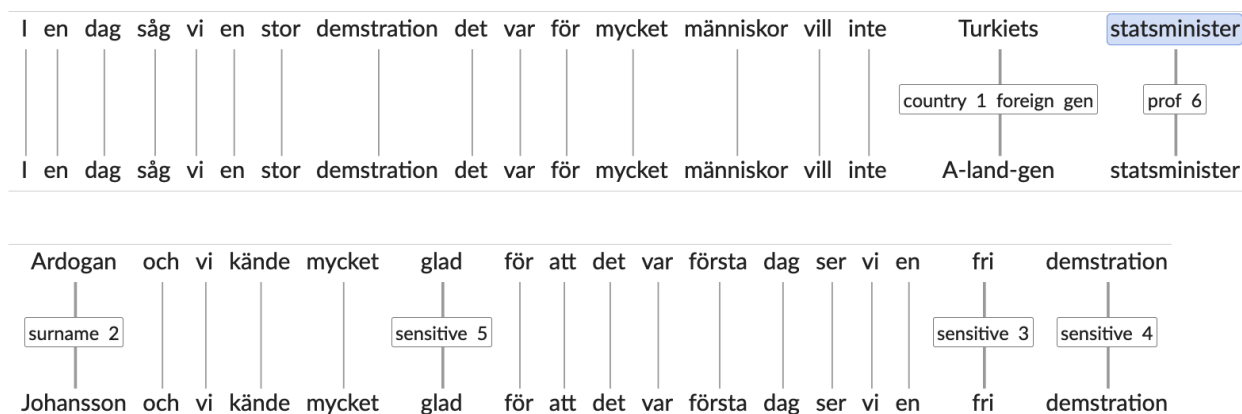 I en dag såg vi en stor demstration det var för mycket människor vill inte Turkiets statsminister
country 1 foreign gen prof 6
I en dag såg vi en stor demstration det var för mycket människor vill inte A-land-gen statsminister
Ardogan och vi kände mycket glad för att det var första dag ser vi en fri demstration
surname 2 sensitive 5 sensitive 3 sensitive 4
Johansson och vi kände mycket glad för att det var första dag ser vi en fri demstration